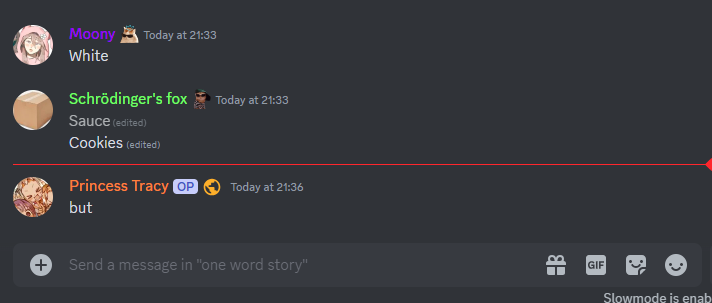 Moony Today at 21:33
White
Schrödinger's fox Today at 21:33
Sauce (edited)
Cookies (edited)
Princess Tracy OP Today at 21:36
but
Send a message in "one word story"
GIF
Slowmode is enab